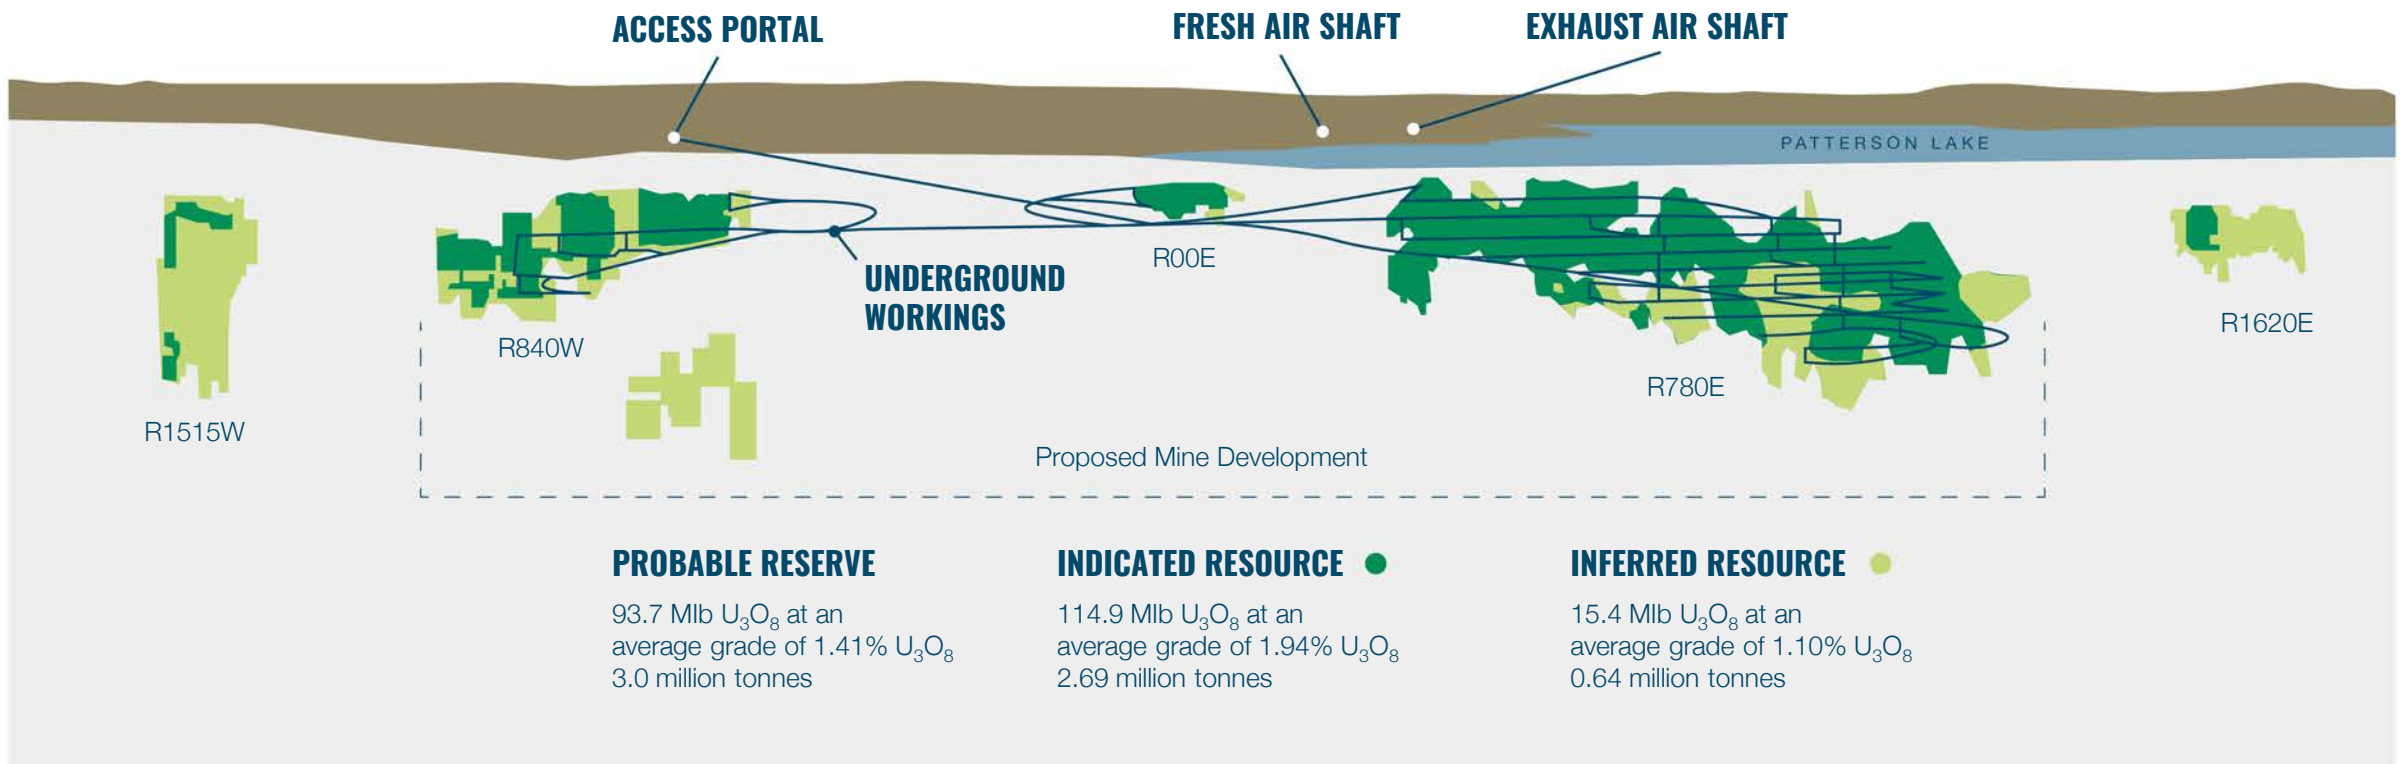 ACCESS PORTAL
FRESH AIR SHAFT
EXHAUST AIR SHAFT
PATTERSON LAKE
R00E
UNDERGROUND
WORKINGS
R840W
R1620E
R780E
R1515W
Proposed Mine Development
PROBABLE RESERVE
93.7 Mlb U₃O₈ at an
average grade of 1.41% U₃O₈
3.0 million tonnes
INDICATED RESOURCE
114.9 Mlb U₃O₈ at an
average grade of 1.94% U₃O₈
2.69 million tonnes
INFERRED RESOURCE
15.4 Mlb U₃O₈ at an
average grade of 1.10% U₃O₈
0.64 million tonnes